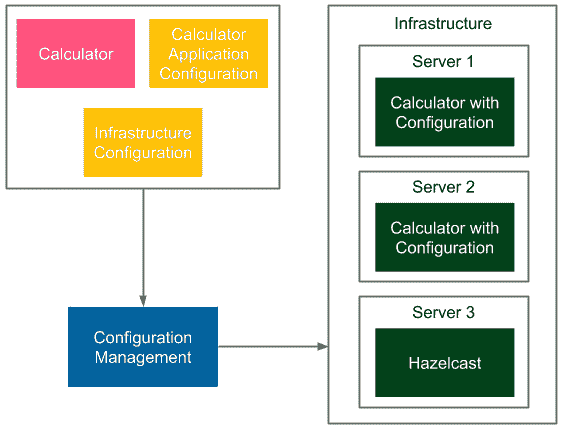 Calculator
Calculator
Application
Configuration
Infrastructure
Configuration
Configuration
Management
Infrastructure
Server 1
Calculator with
Configuration
Server 2
Calculator with
Configuration
Server 3
Hazelcast